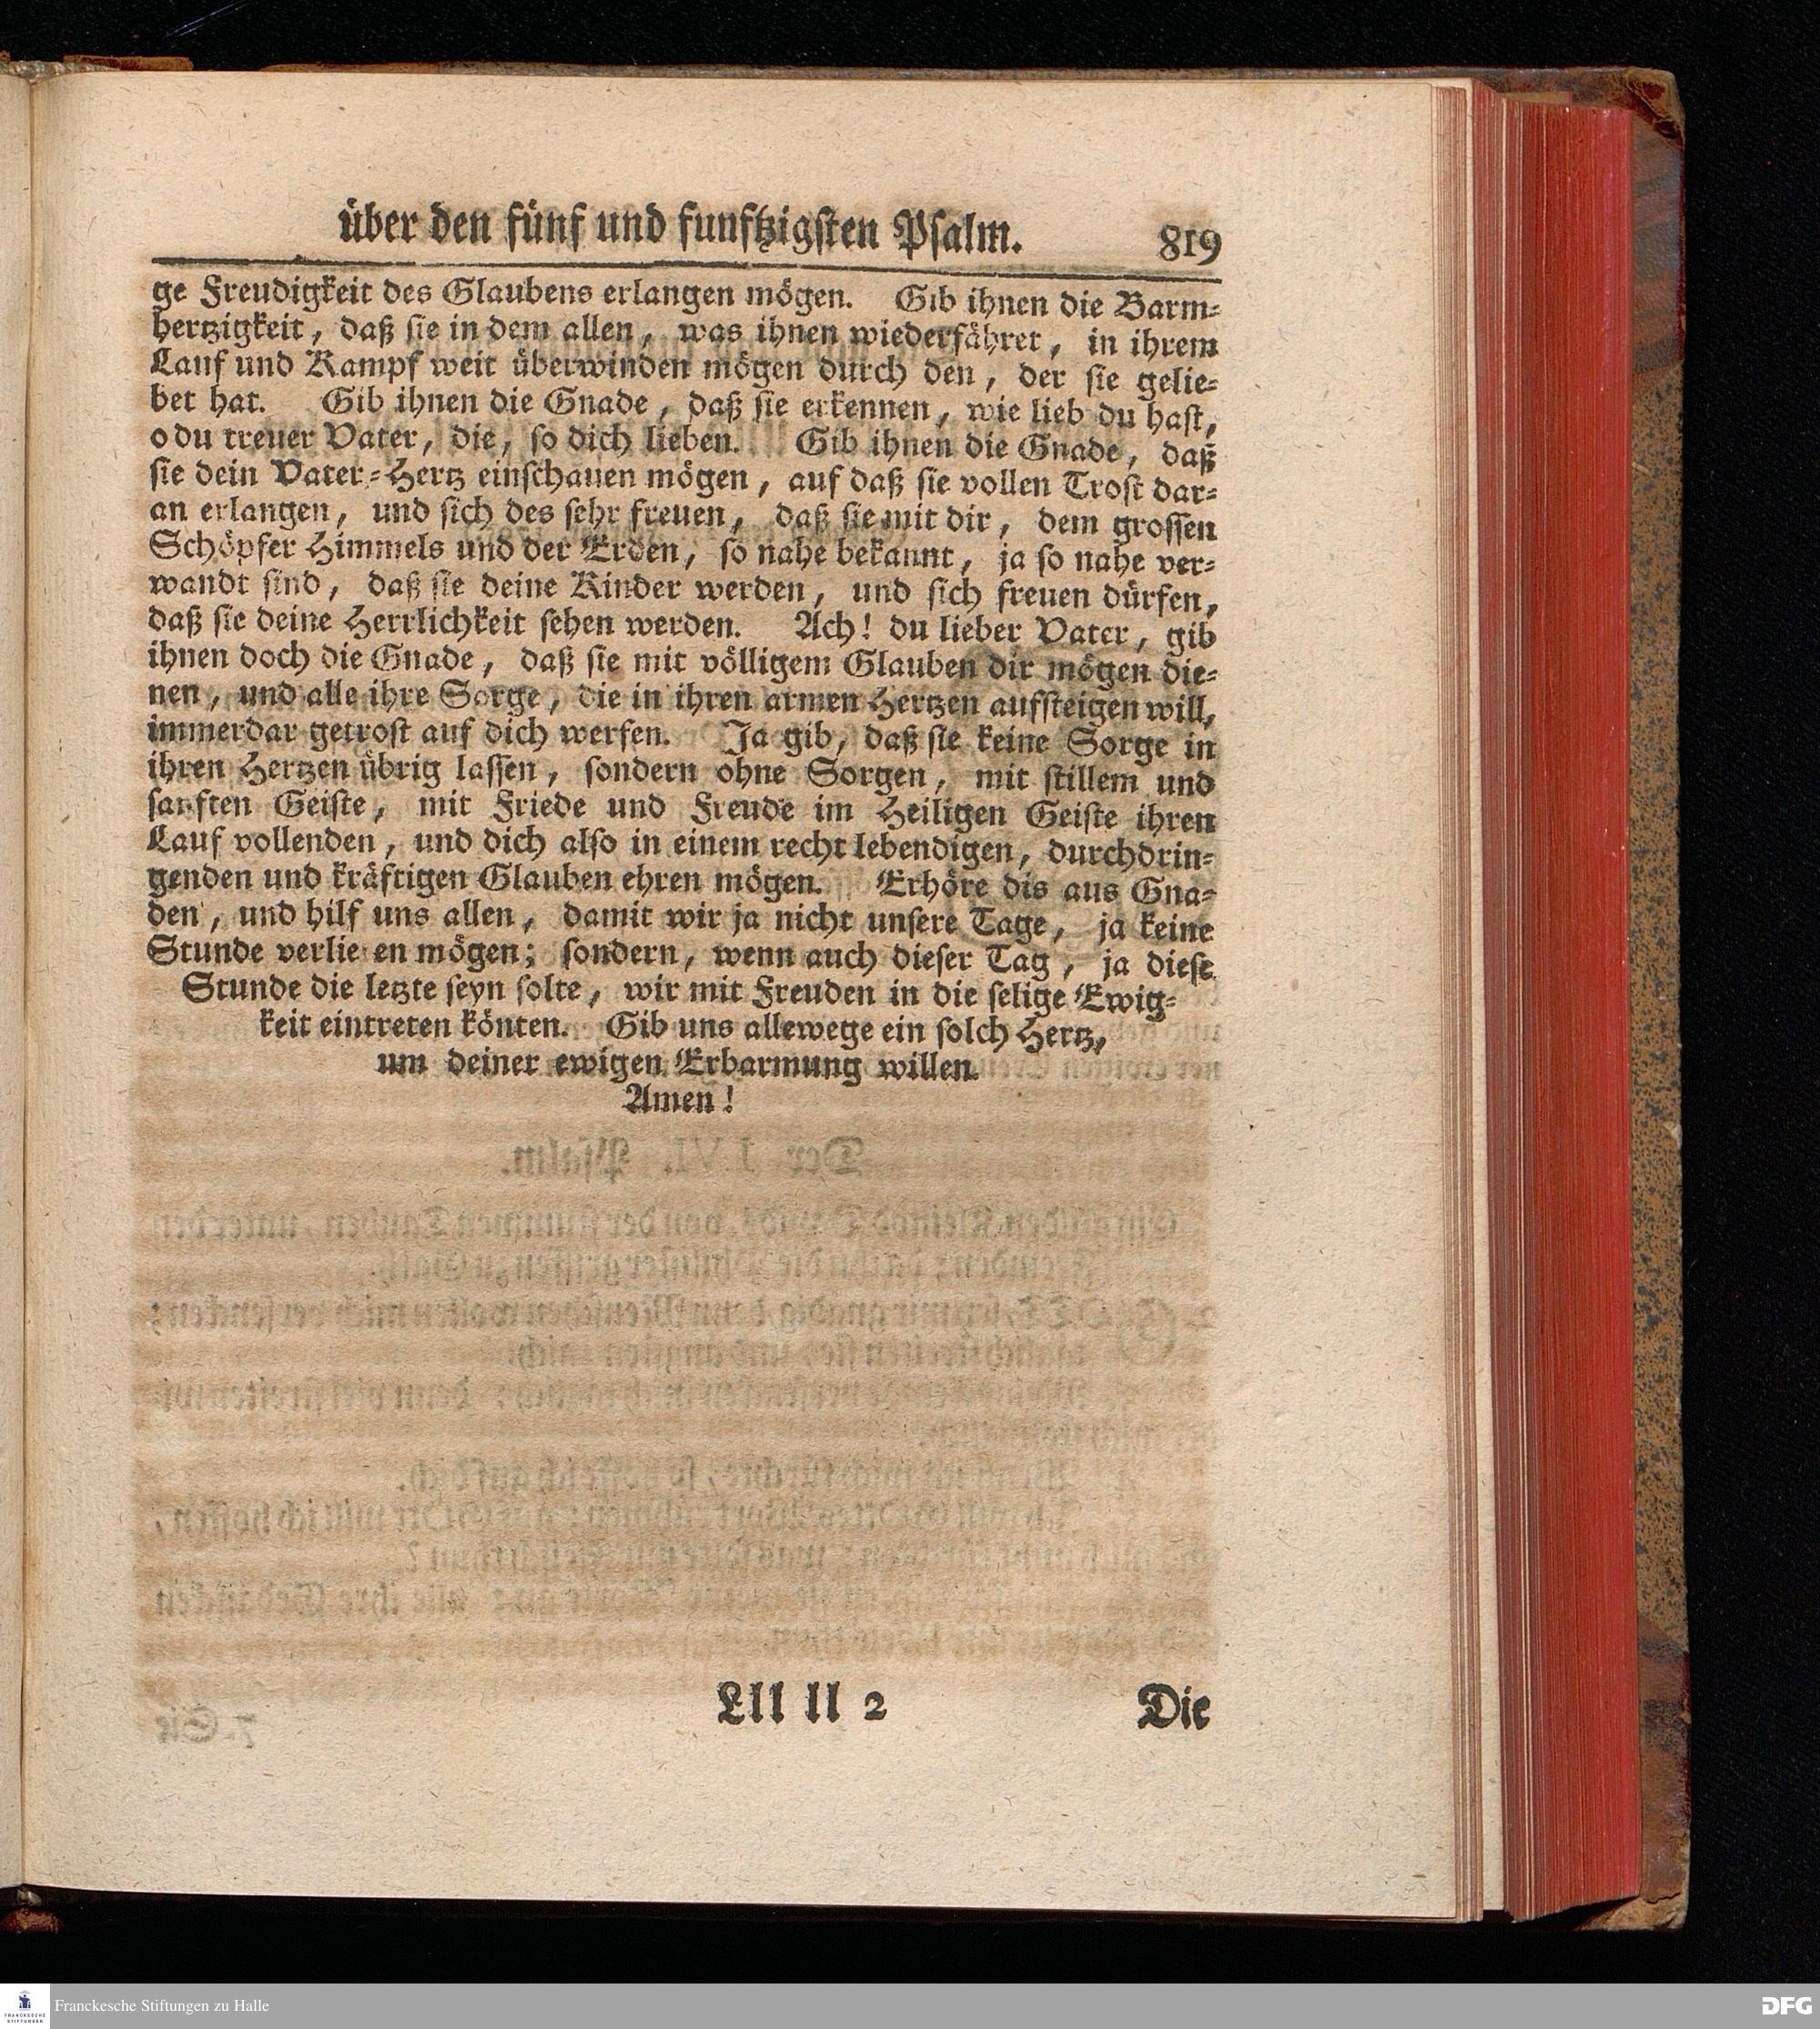 über den fünf und funftzigsten Psalm. 819
ge Freudigkeit des Glaubens erlangen mögen. Gib ihnen die Barm-
hertzigkeit, daß sie in dem allen, was ihnen wiederfähret, in ihrem
Lauf und Kampf weit überwinden mögen durch den, der sie gelie-
bet hat. Gib ihnen die Gnade, daß sie erkennen, wie lieb du hast,
o du treuer Vater, die, so dich lieben. Gib ihnen die Gnade, daß
sie dein Vater-Hertz einschauen mögen, auf daß sie vollen Trost dar-
an erlangen, und sich des sehr freuen, daß sie mit dir, dem grossen
Schöpfer Himmels und der Erden, so nahe bekannt, ja so nahe ver-
wandt sind, daß sie deine Kinder werden, und sich freuen dürfen,
daß sie deine Herrlichkeit sehen werden. Ach! du lieber Vater, gib
ihnen doch die Gnade, daß sie mit völligem Glauben dir mögen die-
nen, und alle ihre Sorge, die in ihren armen Hertzen aufsteigen will,
immerdar getrost auf dich werfen. Ja gib, daß sie keine Sorge in
ihren Hertzen übrig lassen, sondern ohne Sorgen, mit stillem und
sanften Geiste, mit Friede und Freude im Heiligen Geiste ihren
Lauf vollenden, und dich also in einem recht lebendigen, durchdrin-
genden und kräftigen Glauben ehren mögen. Erhöre dis aus Gna-
den, und hilf uns allen, damit wir ja nicht unsere Tage, ja keine
Stunde verlieren mögen; sondern, wenn auch dieser Tag, ja diese
Stunde die letzte seyn solte, wir mit Freuden in die selige Ewig-
keit eintreten könten. Gib uns allewege ein solch Hertz,
um deiner ewigen Erbarmung willen.
Amen!
Lll ll 2 Die
Franckesche Stiftungen zu Halle
FRANCKESCHE
STIFTUNGEN
DFG